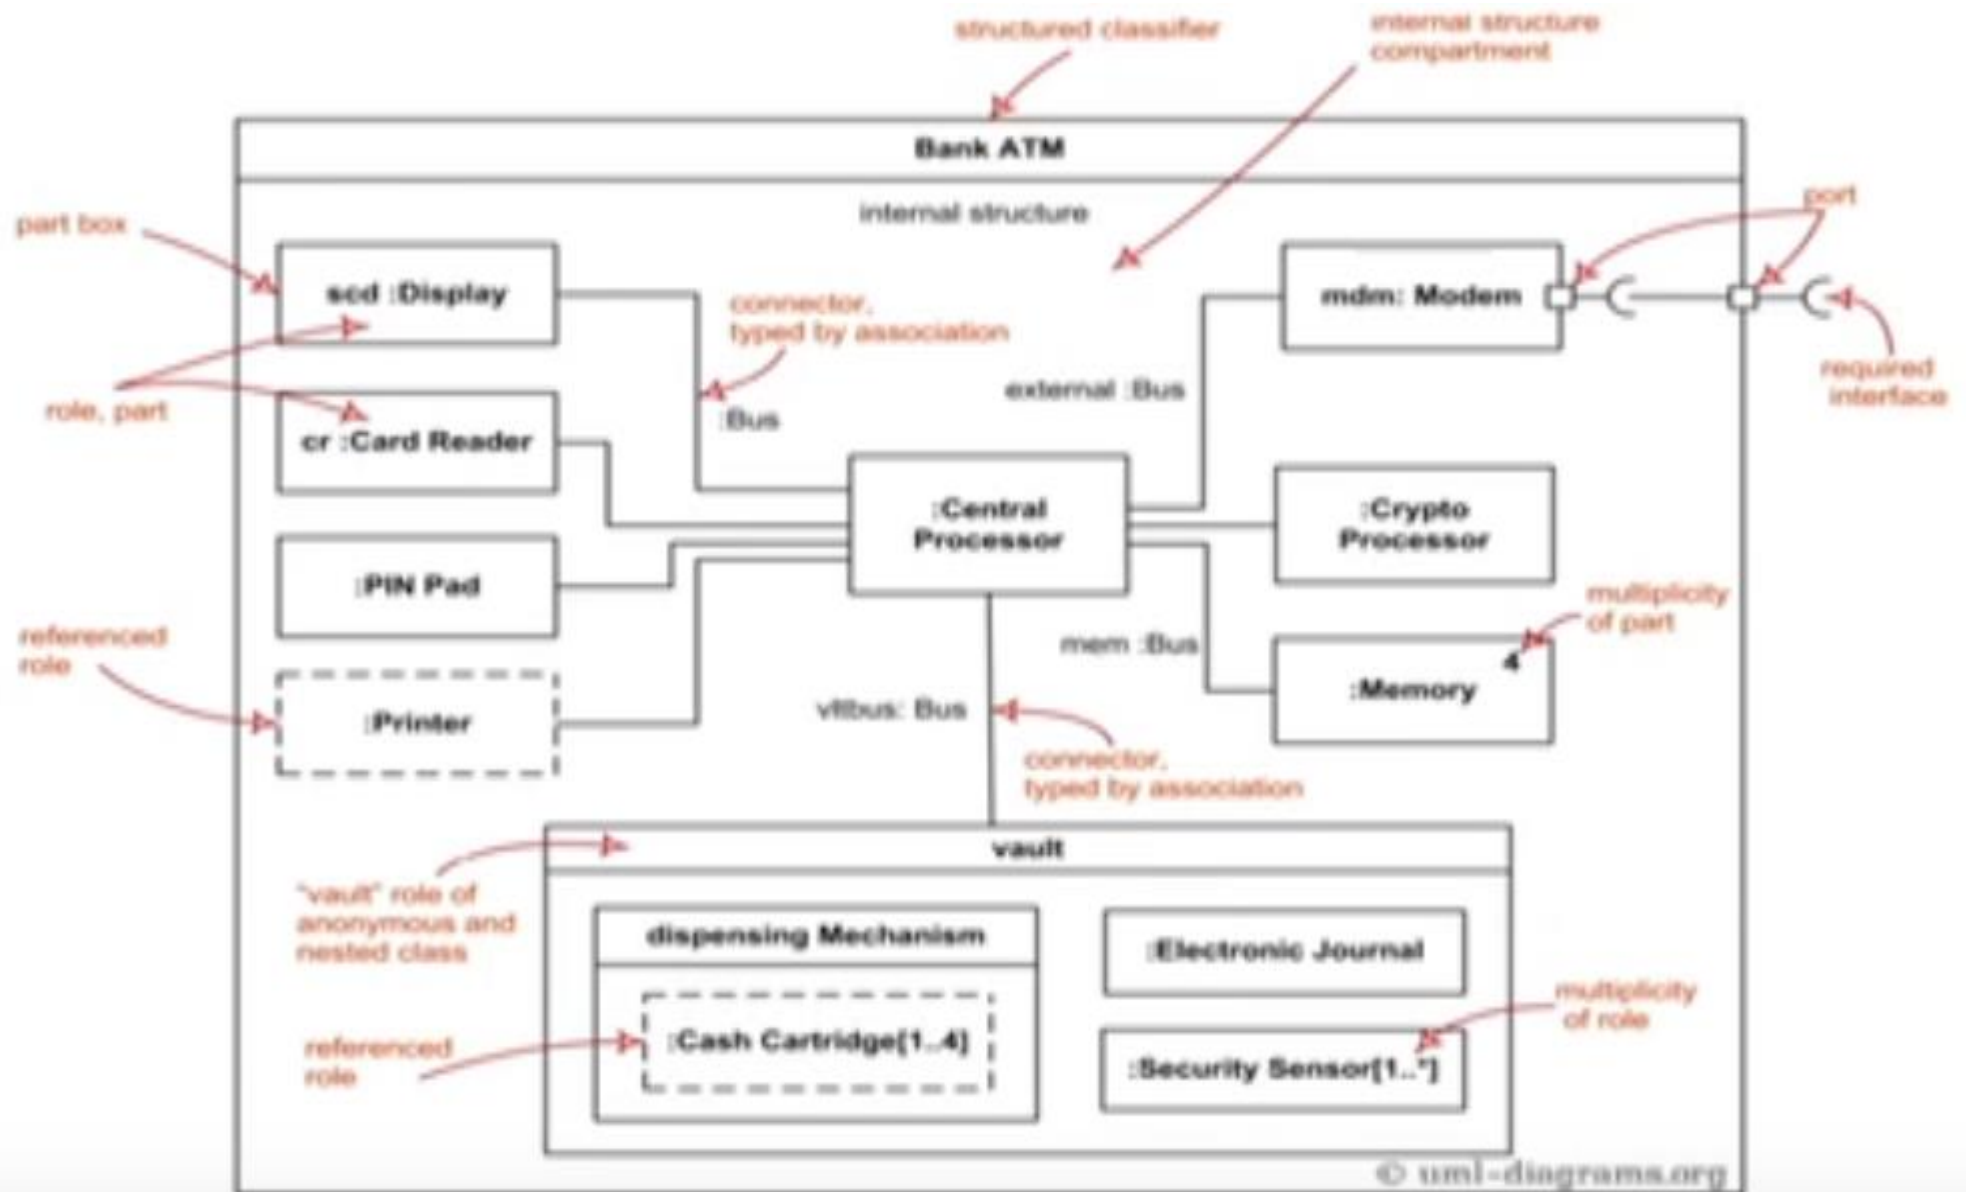 structured classifier
internal structure
compartment
Bank ATM
port
part box
internal structure
scd :Display
connector,
typed by association
mdm: Modem
required
interface
external :Bus
role, part
:Bus
cr :Card Reader
:Central
Processor
:Crypto
Processor
:PIN Pad
multiplicity
of part
referenced
role
mem :Bus
4
:Memory
:Printer
vltbus: Bus
connector,
typed by association
vault
"vault" role of
anonymous and
nested class
dispensing Mechanism
:Electronic Journal
multiplicity
of role
referenced
role
:Cash Cartridge[1..4]
:Security Sensor[1..*]
© uml-diagrams.org